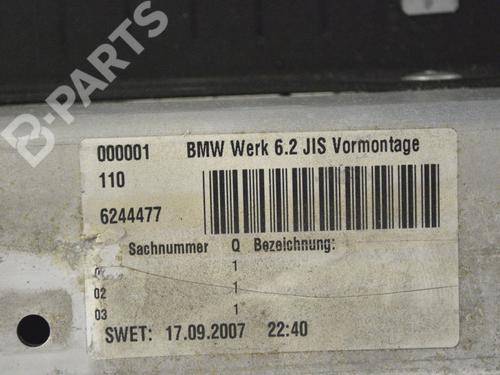 B-PARTS
000001 BMW Werk 6.2 JIS Vormontage
110
6244477
Sachnummer Q Bezeichnung:
01 1
02 1
03 1
SWET: 17.09.2007 22:40